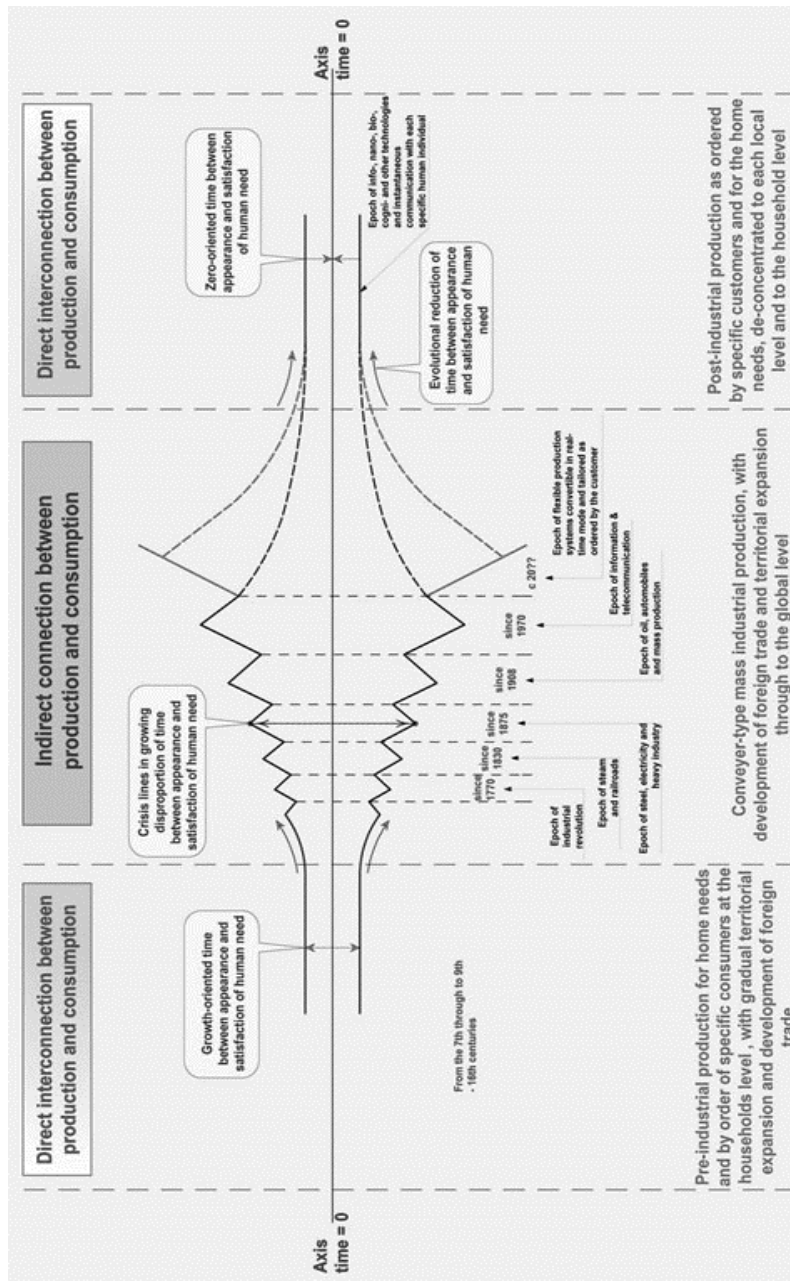 Direct interconnection between
production and consumption
Indirect connection between
production and consumption
Direct interconnection between
production and consumption
Growth-oriented time
between appearance and
satisfaction of human need
Crisis lines in growing
disproportion of time
between appearance and
satisfaction of human need
Zero-oriented time between
appearance and satisfaction
of human need
Axis
time = 0
Axis
time = 0
Epoch of info-, nano-, bio-,
cogni- and other technologies
and instantaneous
communication with each
specific human individual
Evolutional reduction of
time between appearance
and satisfaction of human
need
From the 7th through to 9th
- 16th centuries
since
1770
since
1830
since
1875
since
1908
since
1970
c 20??
Epoch of
industrial
revolution
Epoch of steam
and railroads
Epoch of steel, electricity and
heavy industry
Epoch of oil, automobiles
and mass production
Epoch of information &
telecommunication
Epoch of flexible production
systems convertible in real-
time mode and tailored as
ordered by the customer
Pre-industrial production for home needs
and by order of specific consumers at the
households level , with gradual territorial
expansion and development of foreign
trade
Conveyer-type mass industrial production, with
development of foreign trade and territorial expansion
through to the global level
Post-industrial production as ordered
by specific customers and for the home
needs, de-concentrated to each local
level and to the household level